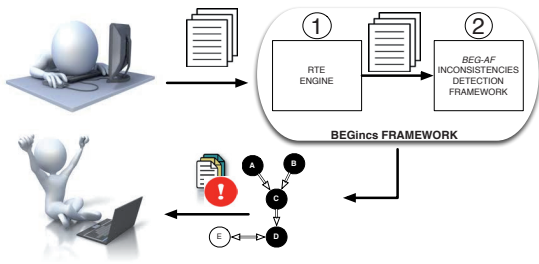 1
2
RTE
ENGINE
BEG-AF
INCONSISTENCIES
DETECTION
FRAMEWORK
BEGincs FRAMEWORK
A
B
!
C
E
D